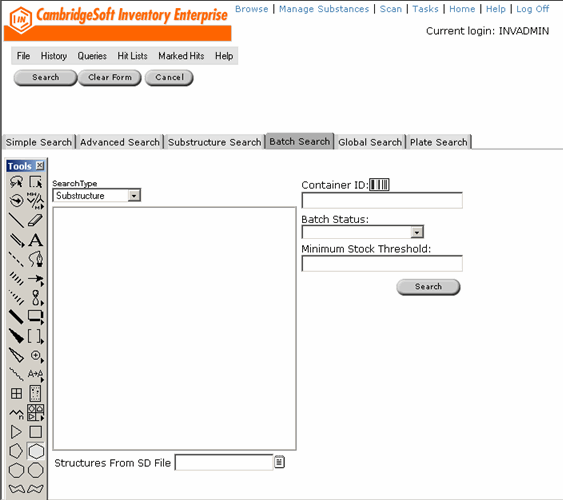 CambridgeSoft Inventory Enterprise
Browse | Manage Substances | Scan | Tasks | Home | Help | Log Off
Current login: INVADMIN
File History Queries Hit Lists Marked Hits Help
Search Clear Form Cancel
Simple Search Advanced Search Substructure Search Batch Search Global Search Plate Search
Tools
SearchType
Substructure
Container ID:
Batch Status:
Minimum Stock Threshold:
Search
Structures From SD File